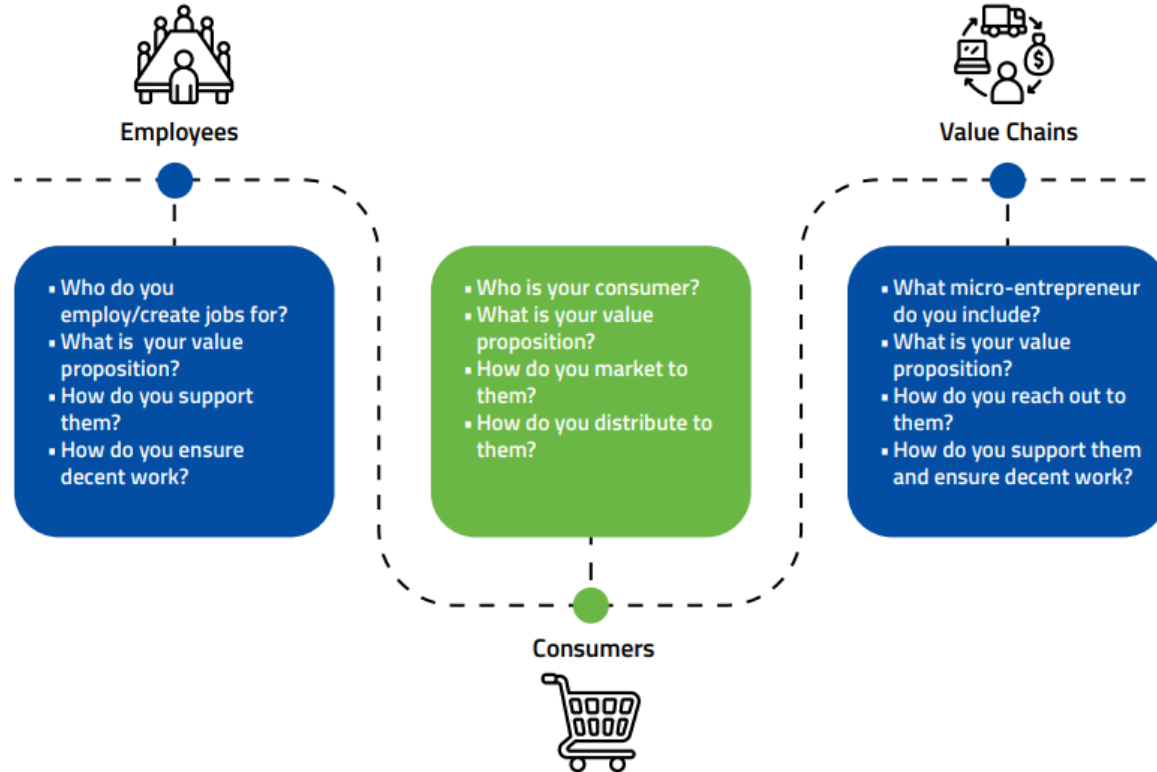 Employees
▪ Who do you
employ/create jobs for?
▪ What is  your value
proposition?
▪ How do you support
them?
▪ How do you ensure
decent work?
▪ Who is your consumer?
▪ What is your value
proposition?
▪ How do you market to
them?
▪ How do you distribute to
them?
Consumers
Value Chains
▪ What micro-entrepreneur
do you include?
▪ What is your value
proposition?
▪ How do you reach out to
them?
▪ How do you support them
and ensure decent work?
$